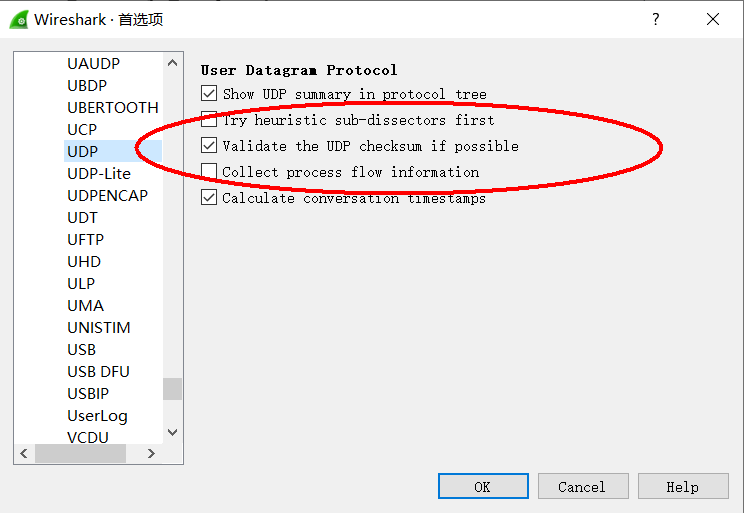 Wireshark · 首选项
?
UAUDP
UBDP
UBERTOOTH
UCP
UDP
UDP-Lite
UDPENCAP
UDT
UFTP
UHD
ULP
UMA
UNISTIM
USB
USB DFU
USBIP
UserLog
VCDU
User Datagram Protocol
Show UDP summary in protocol tree
Try heuristic sub-dissectors first
Validate the UDP checksum if possible
Collect process flow information
Calculate conversation timestamps
OK
Cancel
Help